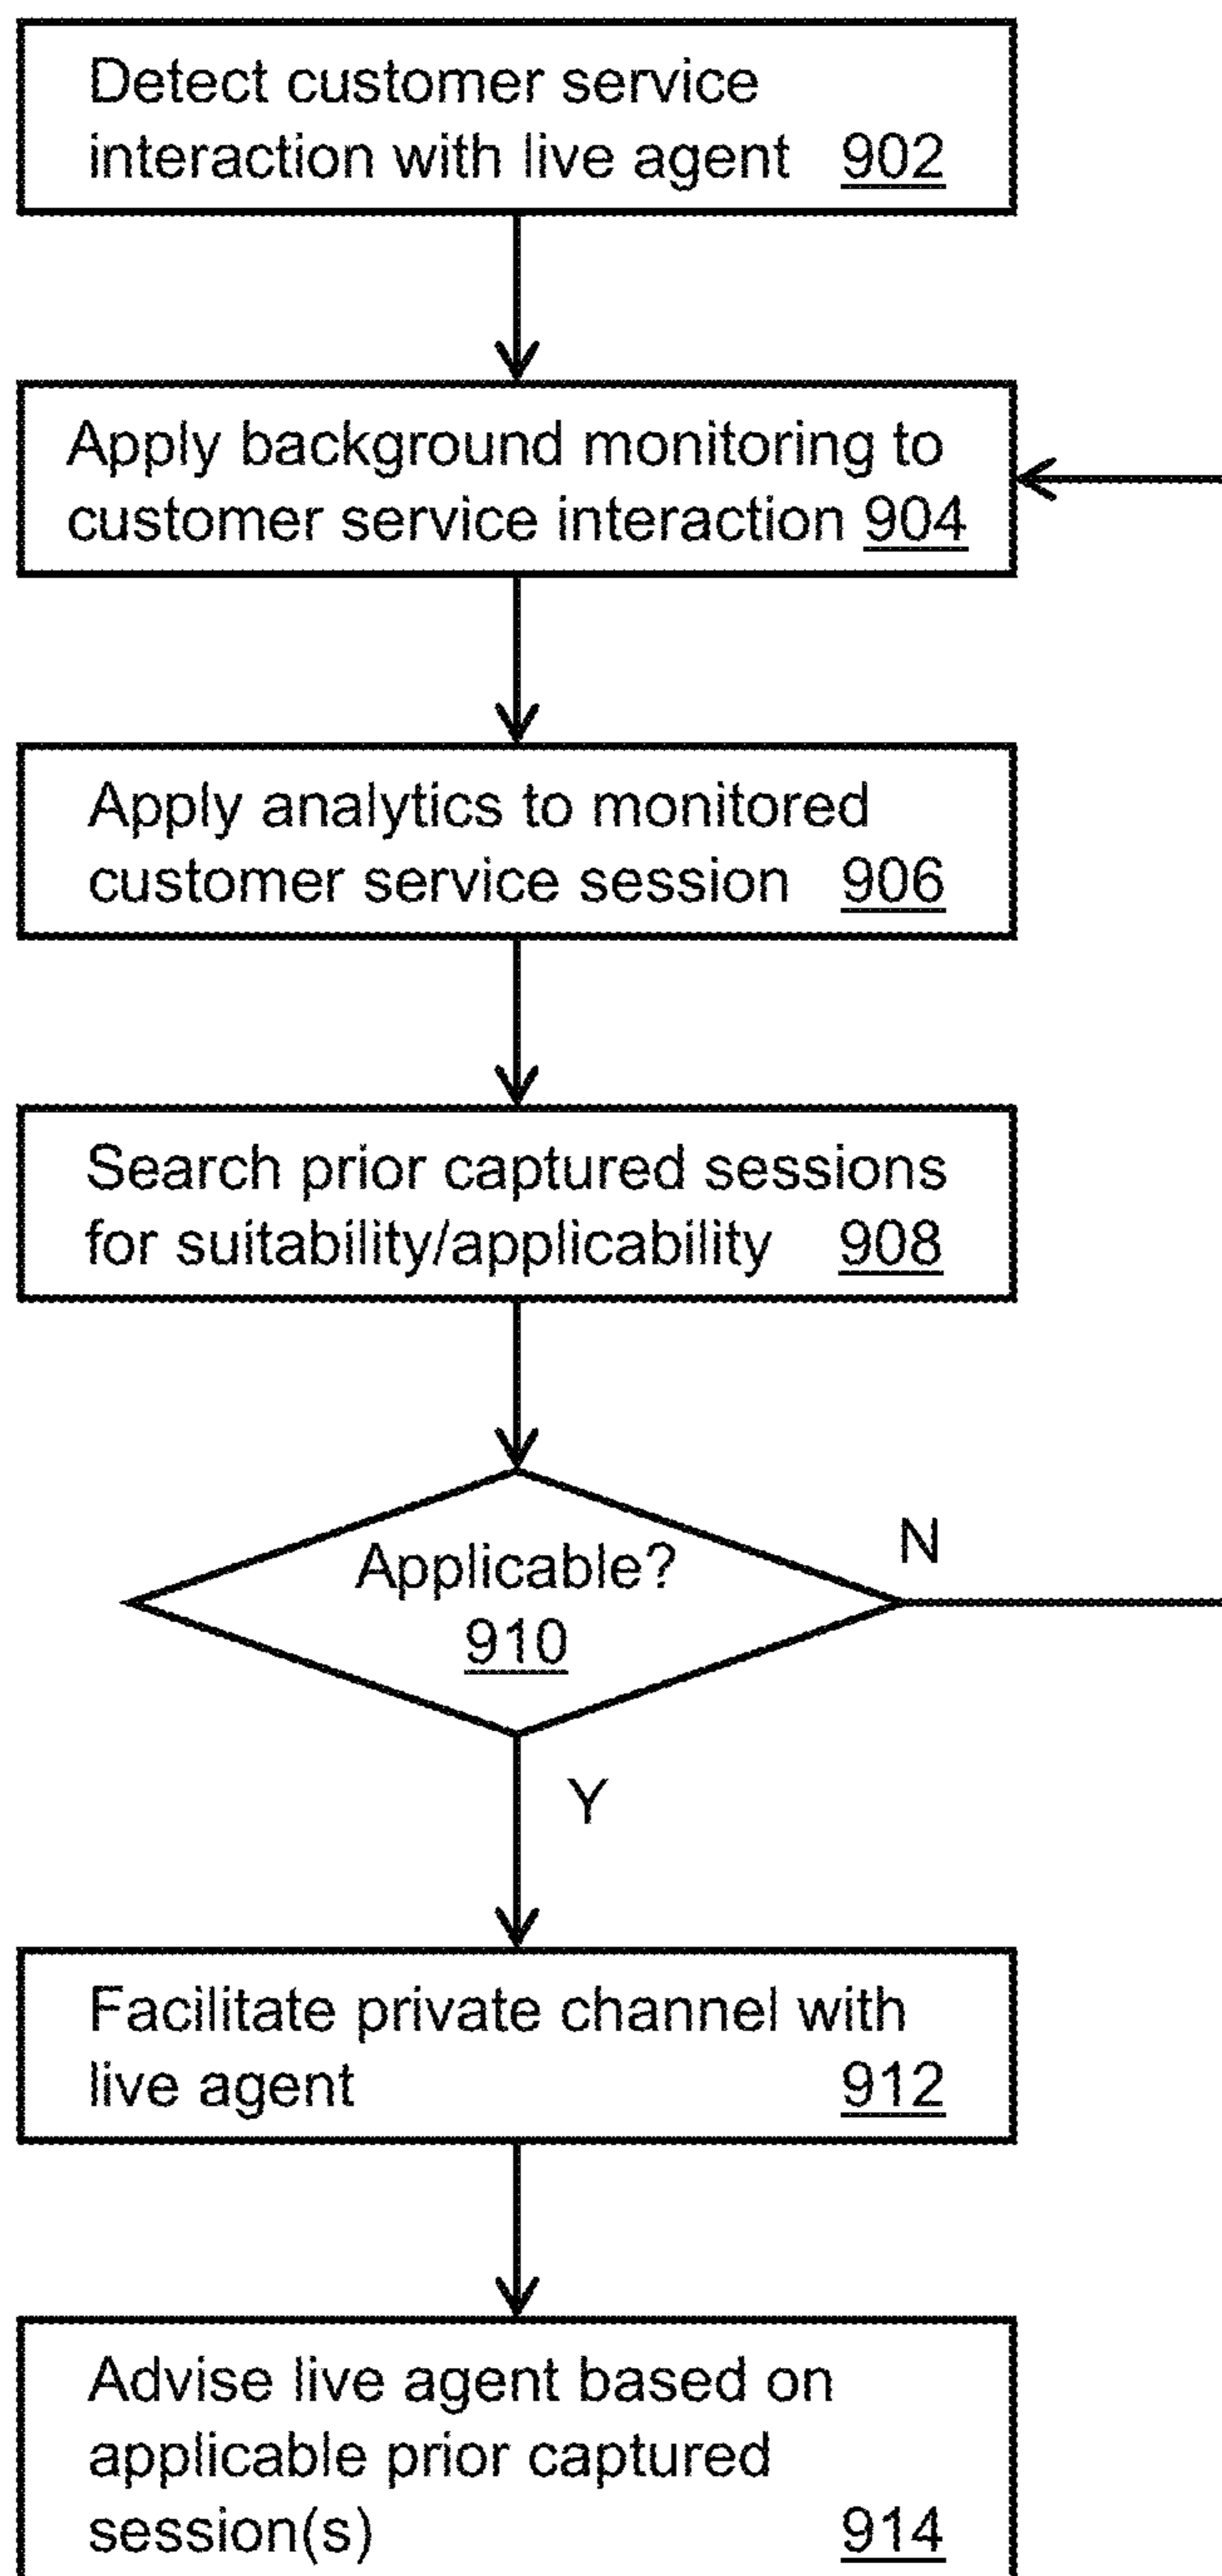 Detect customer service
interaction with live agent 902
Apply background monitoring to
customer service interaction 904
Apply analytics to monitored
customer service session 906
Search prior captured sessions
for suitability/applicability 908
Applicable?
910
N
Y
Facilitate private channel with
live agent 912
Advise live agent based on
applicable prior captured
session(s) 914